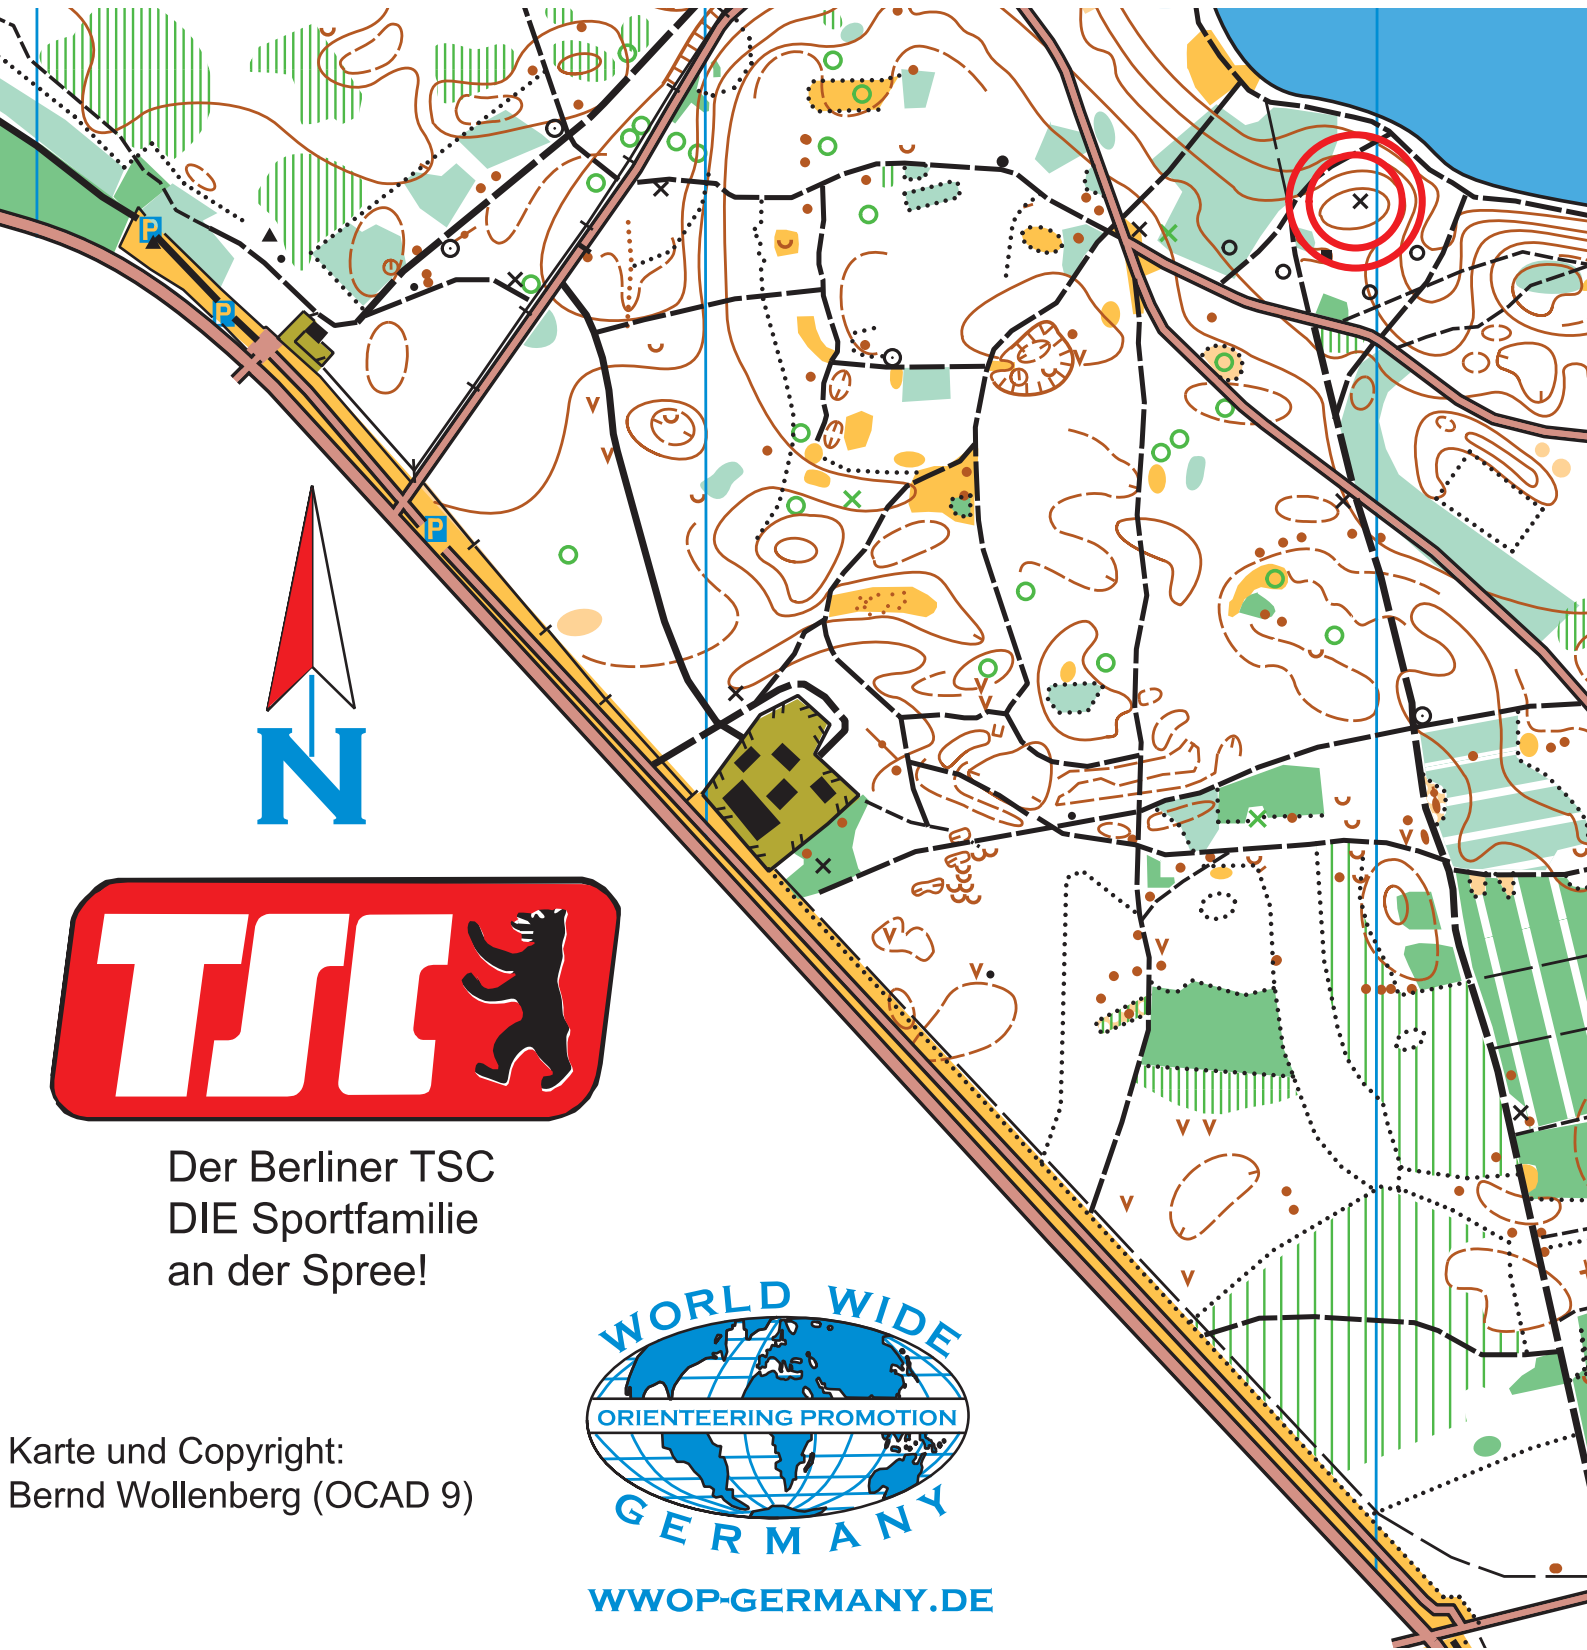 P
P
P
N
TSC
Der Berliner TSC
DIE Sportfamilie
an der Spree!
WORLD WIDE
ORIENTEERING PROMOTION
GERMANY
Karte und Copyright:
Bernd Wollenberg (OCAD 9)
WWOP-GERMANY.DE